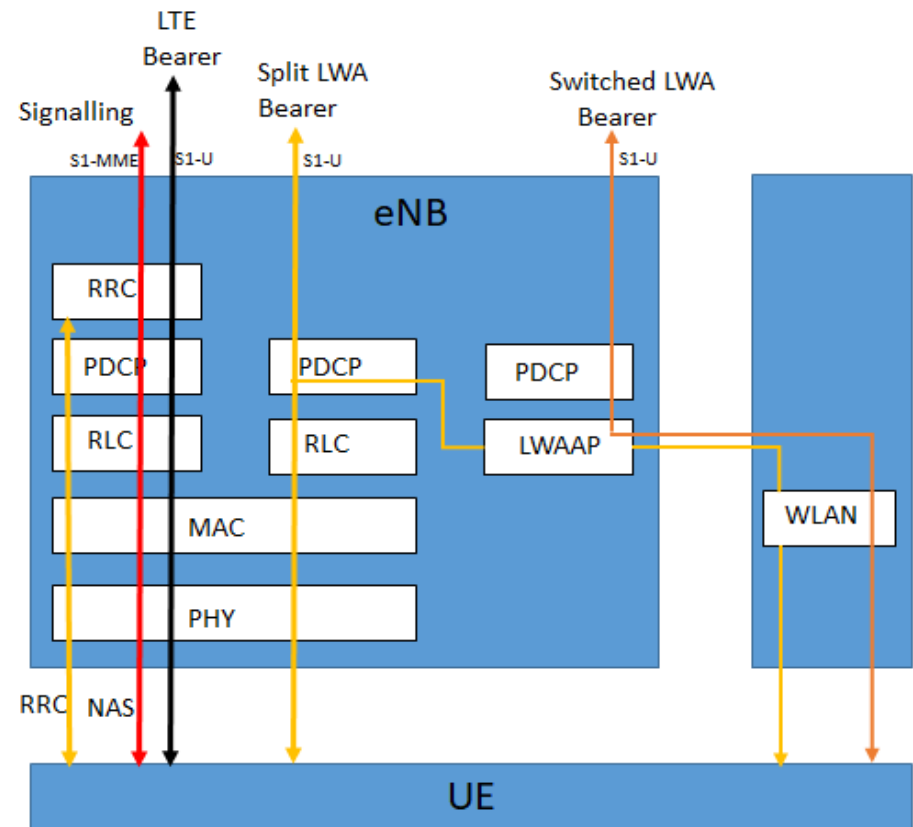 LTE
Bearer
Split LWA
Bearer
Switched LWA
Bearer
Signalling
S1-MME
S1-U
S1-U
S1-U
eNB
RRC
PDCP
PDCP
PDCP
RLC
RLC
LWAAP
MAC
WLAN
PHY
RRC
NAS
UE